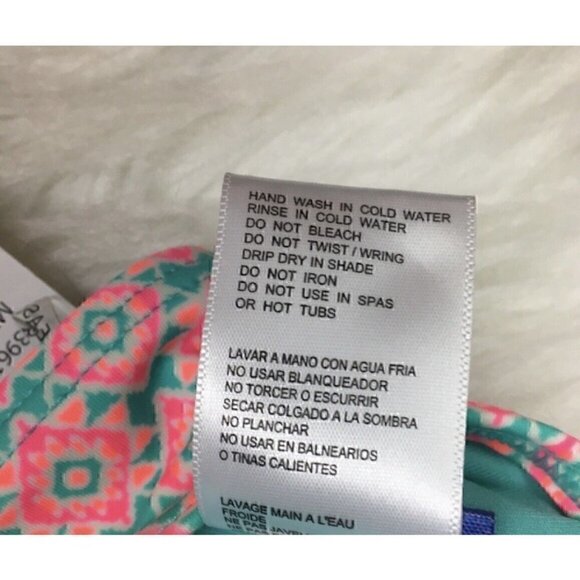 HAND WASH IN COLD WATER
RINSE IN COLD WATER
DO NOT BLEACH
DO NOT TWIST / WRING
DRIP DRY IN SHADE
DO NOT IRON
DO NOT USE IN SPAS
OR HOT TUBS
LAVAR A MANO CON AGUA FRIA
NO USAR BLANQUEADOR
NO TORCER O ESCURRIR
SECAR COLGADO A LA SOMBRA
NO PLANCHAR
NO USAR EN BALNEARIOS
O TINAS CALIENTES
LAVAGE MAIN A L'EAU
FROIDE
NE PAS